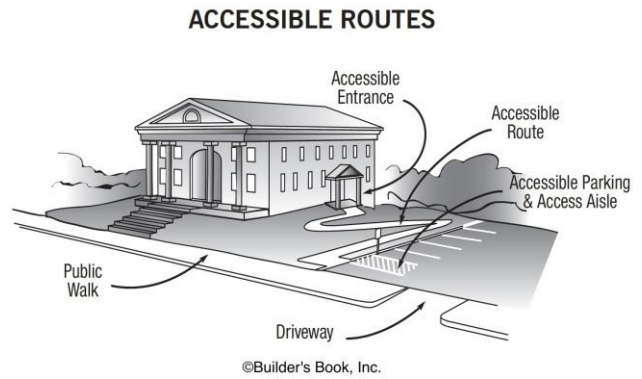 ACCESSIBLE ROUTES
Accessible
Entrance
Accessible
Route
Accessible Parking
& Access Aisle
Public
Walk
Driveway
©Builder's Book, Inc.